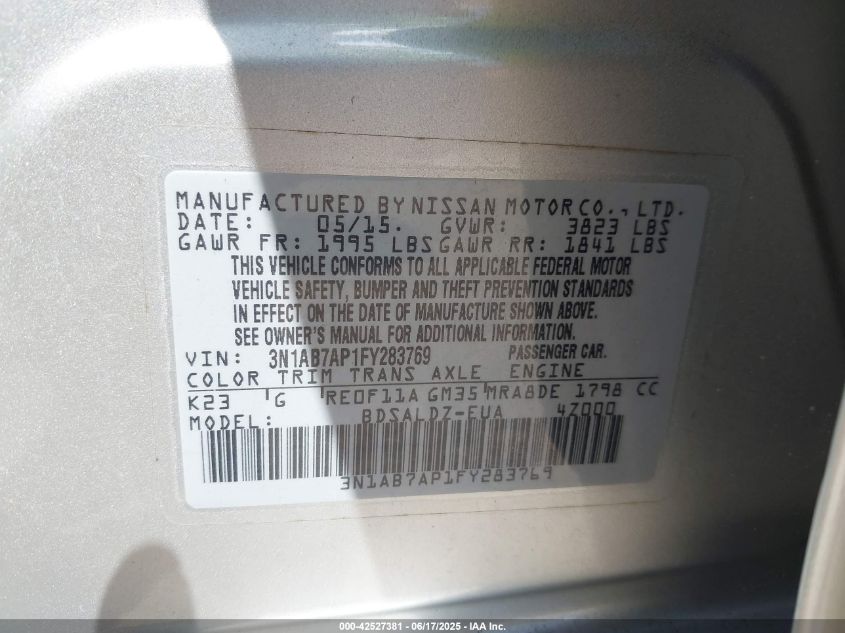 MANUFACTURED BY NISSAN MOTOR CO., LTD.
DATE: 05/15. GVWR: 3823 LBS
GAWR FR: 1995 LBS GAWR RR: 1841 LBS
THIS VEHICLE CONFORMS TO ALL APPLICABLE FEDERAL MOTOR
VEHICLE SAFETY, BUMPER AND THEFT PREVENTION STANDARDS
IN EFFECT ON THE DATE OF MANUFACTURE SHOWN ABOVE.
SEE OWNER'S MANUAL FOR ADDITIONAL INFORMATION.
VIN: 3N1AB7AP1FY283769 PASSENGER CAR.
COLOR TRIM TRANS AXLE ENGINE
K23 G RE0F11A GM35 MRA8DE 1798 CC
MODEL: BDSALDZ-EUA 4Z000
3N1AB7AP1FY283769
000-42527381 - 06/17/2025 - IAA Inc.